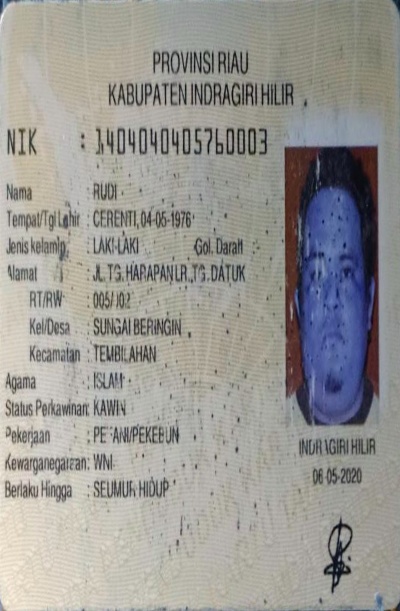 PROVINSI RIAU
KABUPATEN INDRAGIRI HILIR
NIK : 1404040405760003
Nama : RUDI
Tempat/Tgl Lahir : CERENTI, 04-05-1976
Jenis kelamin : LAKI-LAKI Gol. Darah
Alamat : JL. TG. HARAPAN LR. TG. DATUK
RT/RW : 005/002
Kel/Desa : SUNGAI BERINGIN
Kecamatan : TEMBILAHAN
Agama : ISLAM
Status Perkawinan: KAWIN
Pekerjaan : PETANI/PEKEBUN
Kewarganegaraan: WNI
Berlaku Hingga : SEUMUR HIDUP
INDRAGIRI HILIR
06-05-2020